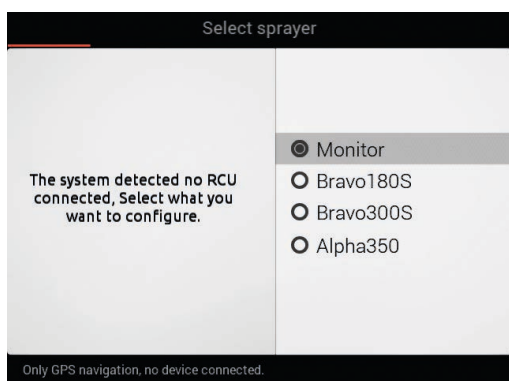 Select sprayer
The system detected no RCU
connected, Select what you
want to configure.
Monitor
Bravo180S
Bravo300S
Alpha350
Only GPS navigation, no device connected.